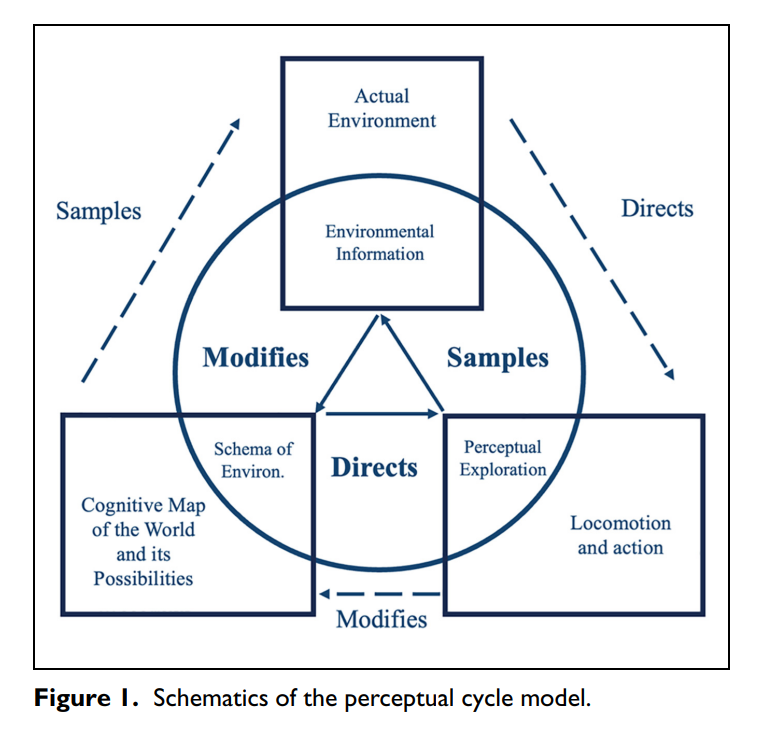 Actual
Environment
Samples
Directs
Environmental
Information
Modifies
Samples
Schema of
Environ.
Directs
Perceptual
Exploration
Cognitive Map
of the World
and its
Possibilities
Locomotion
and action
Modifies
Figure 1. Schematics of the perceptual cycle model.